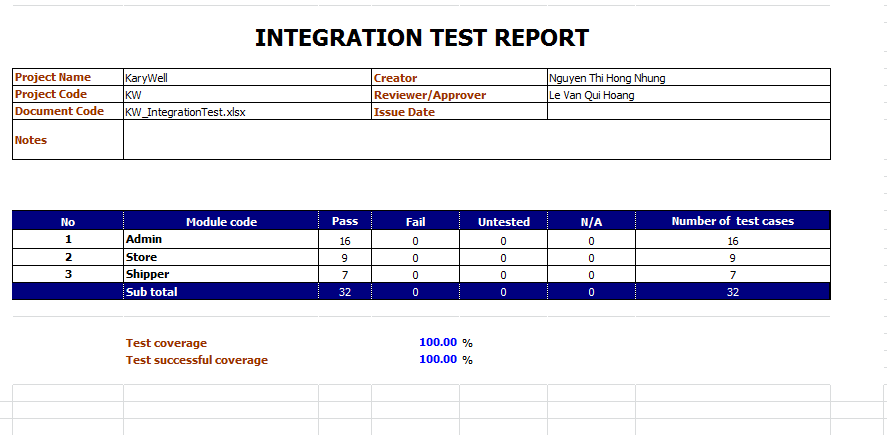 INTEGRATION TEST REPORT
Project Name KaryWell Creator Nguyen Thi Hong Nhung
Project Code KW Reviewer/Approver Le Van Qui Hoang
Document Code KW_IntegrationTest.xlsx Issue Date
Notes
No Module code Pass Fail Untested N/A Number of test cases
1 Admin 16 0 0 0 16
2 Store 9 0 0 0 9
3 Shipper 7 0 0 0 7
Sub total 32 0 0 0 32
Test coverage 100.00 %
Test successful coverage 100.00 %